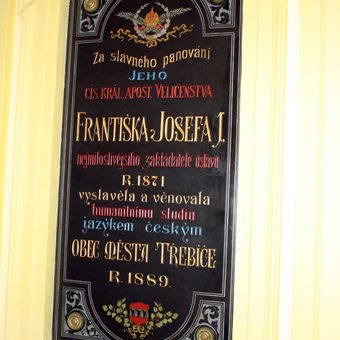 Za slavného panování
JEHO
CÍS. KRÁL. APOŠT. VELIČENSTVA
FRANTIŠKA JOSEFA I.
nejmilostivějšího zakládatele ústavu
R. 1871
vystavěla a věnovala
humanitnímu studiu
jazykem českým
OBEC MĚSTA TŘEBÍČE
R. 1889.